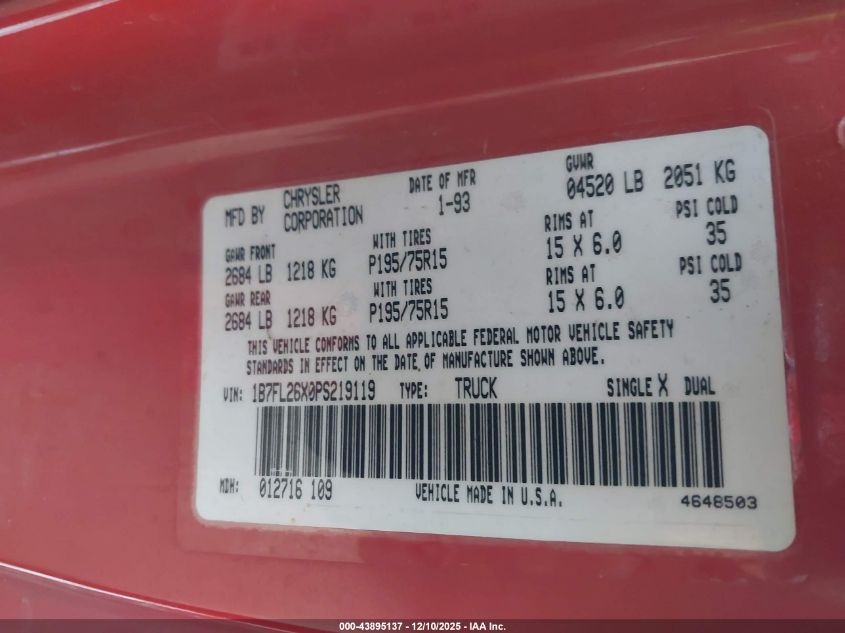 MFD BY CHRYSLER CORPORATION DATE OF MFR 1-93 GVWR 04520 LB 2051 KG
GAWR FRONT WITH TIRES RIMS AT PSI COLD
2684 LB 1218 KG P195/75R15 15 X 6.0 35
GAWR REAR WITH TIRES RIMS AT PSI COLD
2684 LB 1218 KG P195/75R15 15 X 6.0 35
THIS VEHICLE CONFORMS TO ALL APPLICABLE FEDERAL MOTOR VEHICLE SAFETY
STANDARDS IN EFFECT ON THE DATE OF MANUFACTURE SHOWN ABOVE.
VIN: 1B7FL26X0PS219119 TYPE: TRUCK SINGLE X DUAL
MDH: 012716 109 VEHICLE MADE IN U.S.A. 4648503
000-43895137 - 12/10/2025 - IAA Inc.